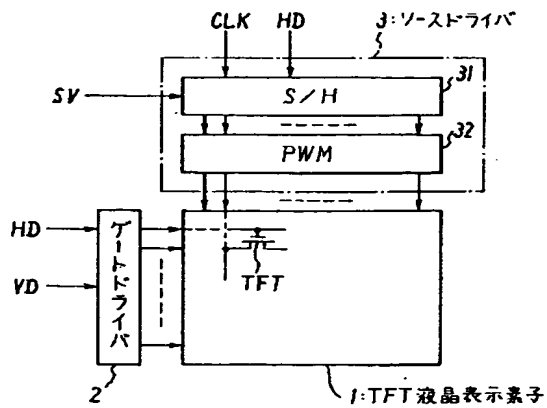 CLK HD 3:ソースドライバ
SV S/H 31
PWM 32
HD
VD
ゲートドライバ
TFT
2
1:TFT液晶表示素子